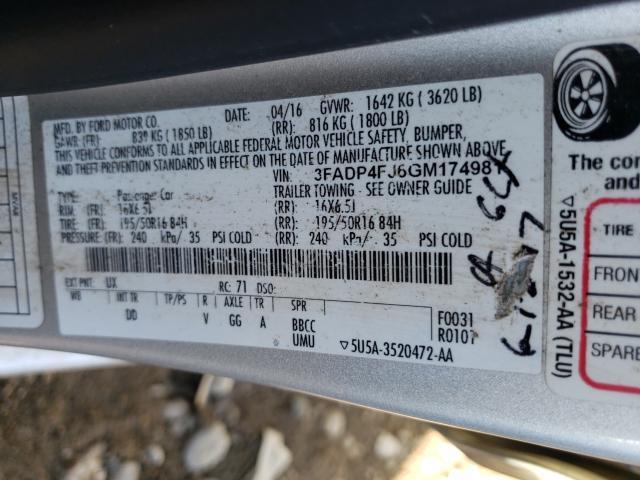 MFD. BY FORD MOTOR CO.
DATE: 04/16 GVWR: 1642 KG ( 3620 LB)
GAWR: (FR): 839 KG ( 1850 LB) (RR): 816 KG ( 1800 LB)
THIS VEHICLE CONFORMS TO ALL APPLICABLE FEDERAL MOTOR VEHICLE SAFETY, BUMPER,
AND THEFT PREVENTION STANDARDS IN EFFECT ON THE DATE OF MANUFACTURE SHOWN ABOVE.
VIN: 3FADP4FJ6GM174981
TYPE: Passenger Car TRAILER TOWING - SEE OWNER GUIDE
RIM: (FR): 16X6.5J (RR): 16X6.5J
TIRE: (FR): 195/50R16 84H (RR): 195/50R16 84H
PRESSURE: (FR): 240 kPa/ 35 PSI COLD (RR): 240 kPa/ 35 PSI COLD
EXT PNT: UX RC: 71 DSO:
WB INT TR TP/PS R AXLE TR SPR
DD V GG A BBCC
UMU
F0031
R0107
▽5U5A-3520472-AA
▽5U5A-1532-AA (TLU)
The con
TIRE
FRON
REAR
SPARE